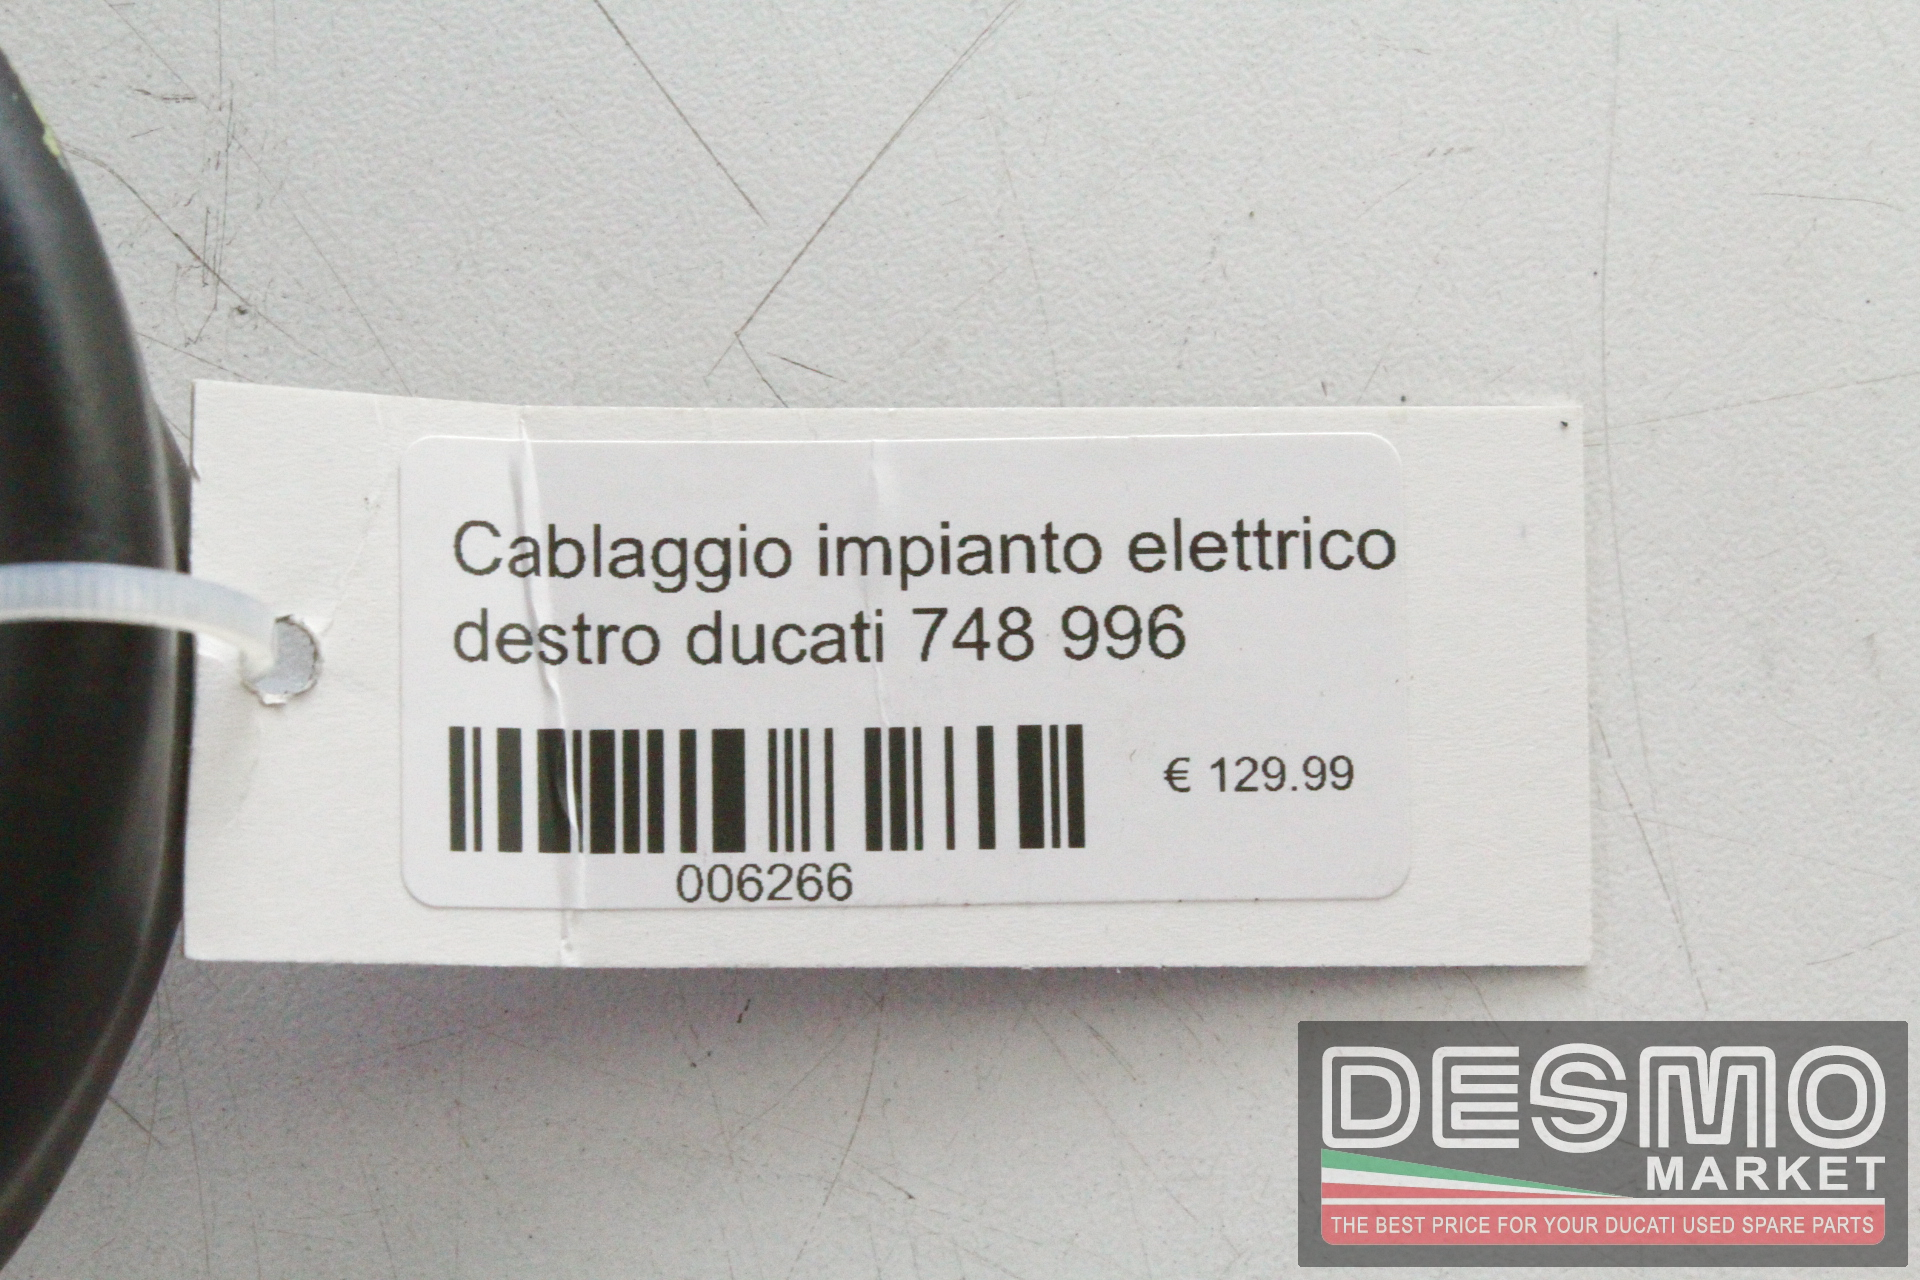 Cablaggio impianto elettrico
destro ducati 748 996
€ 129.99
006266
DESMO
MARKET
THE BEST PRICE FOR YOUR DUCATI USED SPARE PARTS